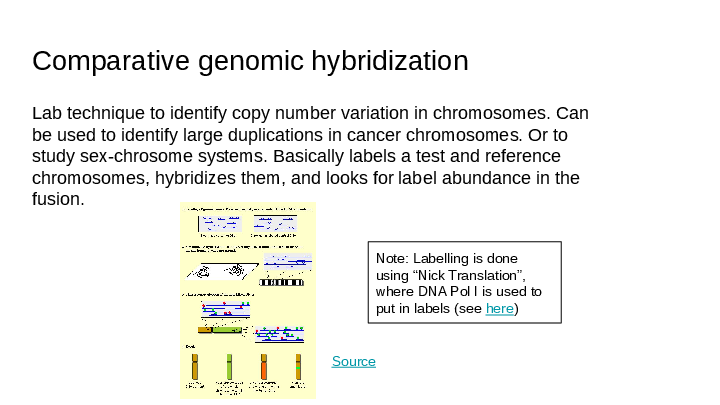 Comparative genomic hybridization
Lab technique to identify copy number variation in chromosomes. Can
be used to identify large duplications in cancer chromosomes. Or to
study sex-chrosome systems. Basically labels a test and reference
chromosomes, hybridizes them, and looks for label abundance in the
fusion.
Note: Labelling is done
using “Nick Translation”,
where DNA Pol I is used to
put in labels (see here)
Source